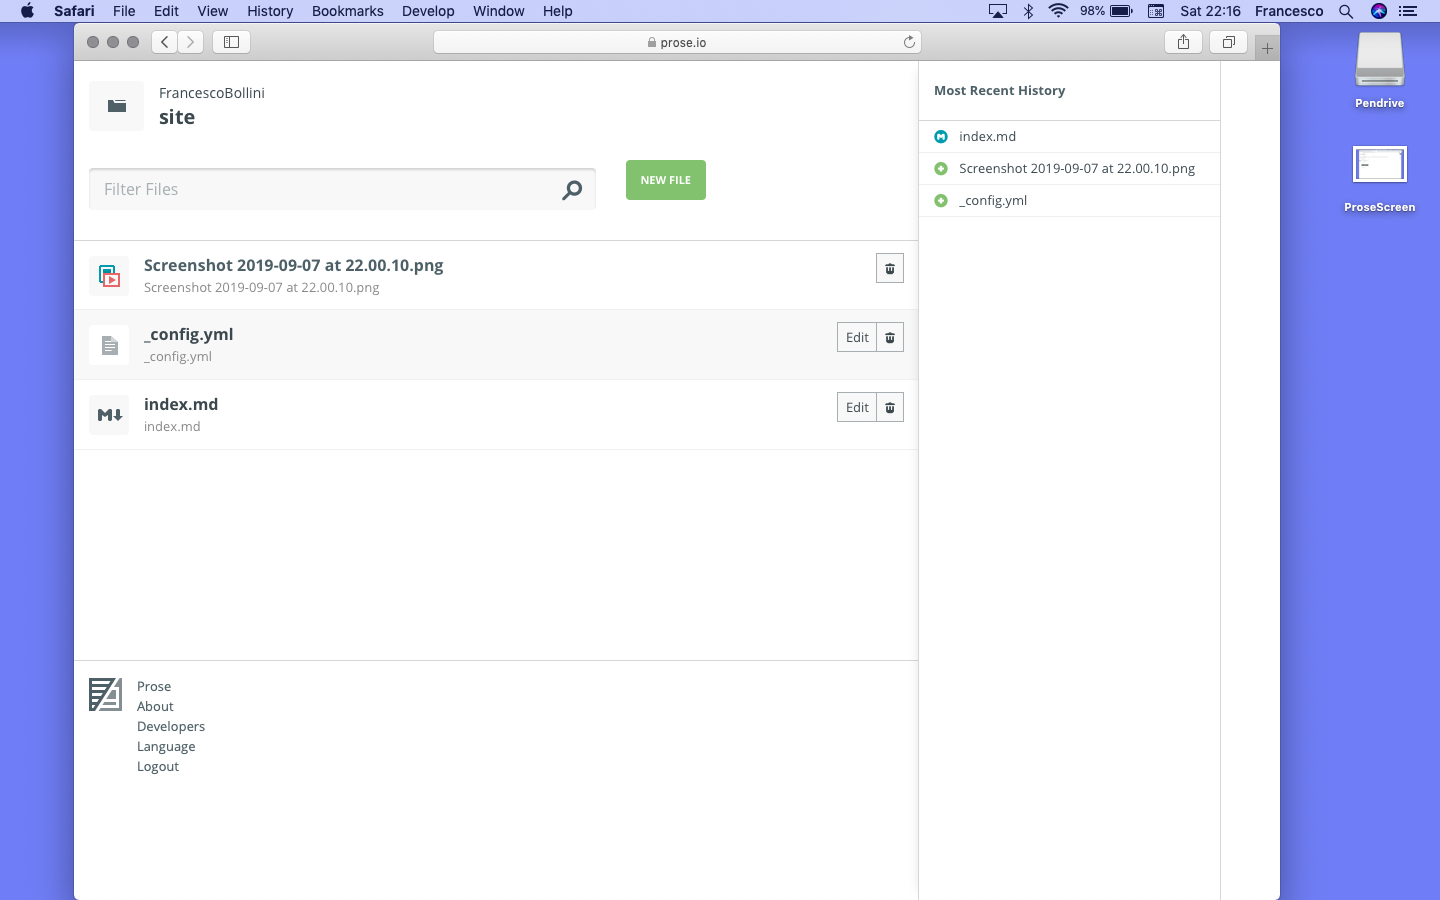 Safari File Edit View History Bookmarks Develop Window Help 98% Sat 22:16 Francesco
prose.io
FrancescoBollini
site
Filter Files
NEW FILE
Screenshot 2019-09-07 at 22.00.10.png
Screenshot 2019-09-07 at 22.00.10.png
_config.yml
_config.yml
Edit
index.md
index.md
Edit
Prose
About
Developers
Language
Logout
Most Recent History
index.md
Screenshot 2019-09-07 at 22.00.10.png
_config.yml
Pendrive
ProseScreen